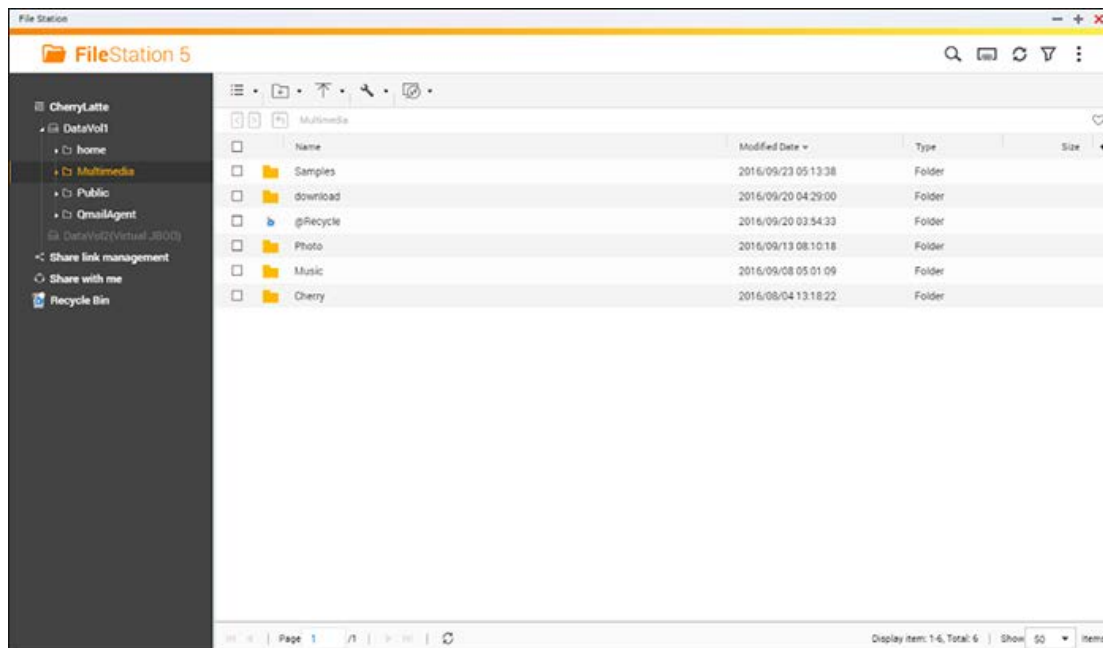 File Station
FileStation 5
CherryLatte
DataVol1
home
Multimedia
Public
QmailAgent
DataVol2(Virtual JBOD)
Share link management
Share with me
Recycle Bin
Multimedia
Name Modified Date Type Size
Samples 2016/09/23 05:13:38 Folder
download 2016/09/20 04:29:00 Folder
@Recycle 2016/09/20 03:54:33 Folder
Photo 2016/09/13 08:10:18 Folder
Music 2016/09/08 05:01:09 Folder
Cherry 2016/08/04 13:18:22 Folder
Page 1 /1 Display item: 1-6, Total: 6 Show 50 Items